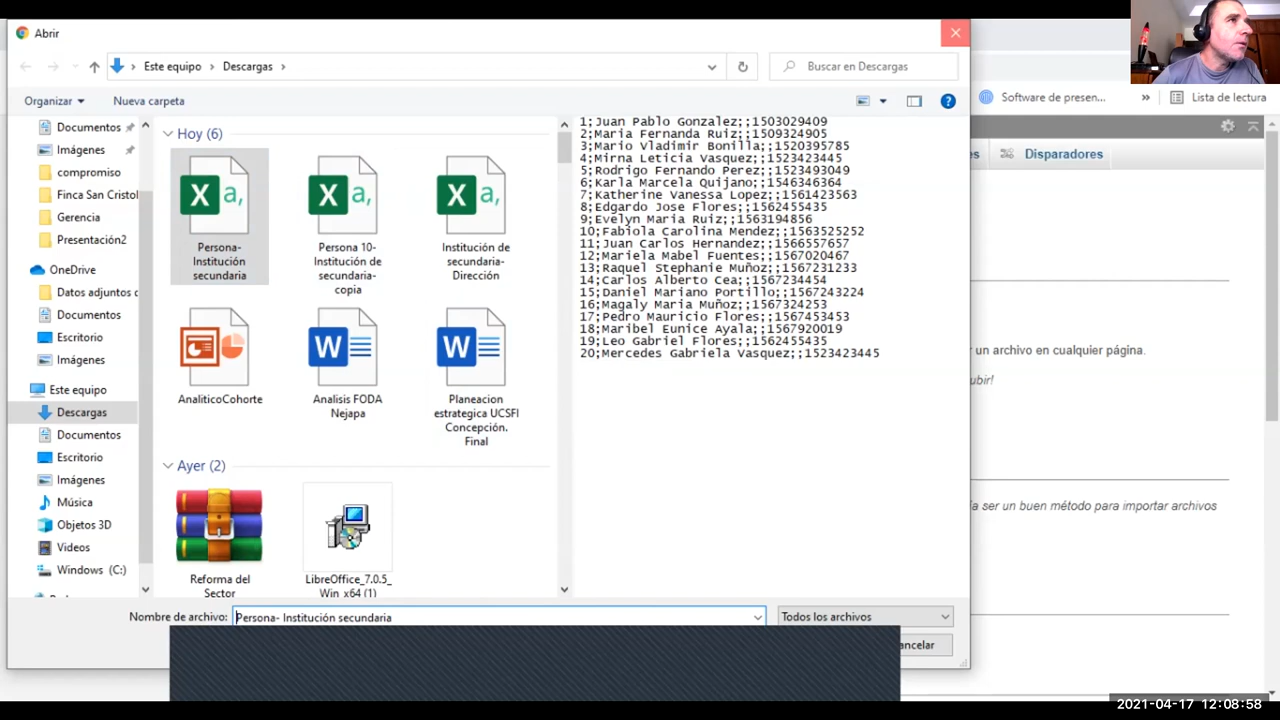 Abrir
Este equipo
Descargas
Buscar en Descargas
Software de presen...
»
Lista de lectura
Organizar
Nueva carpeta
Disparadores
Documentos
Imágenes
compromiso
Finca San Cristol
Gerencia
Presentación2
OneDrive
Datos adjuntos d
Documentos
Escritorio
Imágenes
Este equipo
Descargas
Documentos
Escritorio
Imágenes
Música
Objetos 3D
Videos
Windows (C:)
Hoy (6)
Persona-
Institución
secundaria
Persona 10-
Institución de
secundaria-
copia
Institución de
secundaria-
Dirección
AnaliticoCohorte
Analisis FODA
Nejapa
Planeacion
estrategica UCSFI
Concepción.
Final
Ayer (2)
Reforma del
Sector
LibreOffice_7.0.5_
Win_x64 (1)
1;Juan Pablo Gonzalez;;1503029409
2;Maria Fernanda Ruiz;;1509324905
3;Mario Vladimir Bonilla;;1520395785
4;Mirna Leticia Vasquez;;1523423445
5;Rodrigo Fernando Perez;;1523493049
6;Karla Marcela Quijano;;1546346364
7;Katherine Vanessa Lopez;;1561423563
8;Edgardo Jose Flores;;1562455435
9;Evelyn Maria Ruiz;;1563194856
10;Fabiola Carolina Mendez;;1563525252
11;Juan Carlos Hernandez;;1566557657
12;Mariela Mabel Fuentes;;1567020467
13;Raquel Stephanie Muñoz;;1567231233
14;Carlos Alberto Cea;;1567234454
15;Daniel Mariano Portillo;;1567243224
16;Magaly Maria Muñoz;;1567324253
17;Pedro Mauricio Flores;;1567453453
18;Maribel Eunice Ayala;;1567920019
19;Leo Gabriel Flores;;1562455435
20;Mercedes Gabriela Vasquez;;1523423445
un archivo en cualquier página.
ubir!
ía ser un buen método para importar archivos
Nombre de archivo:
Persona- Institución secundaria
Todos los archivos
ancelar
2021-04-17 12:08:58